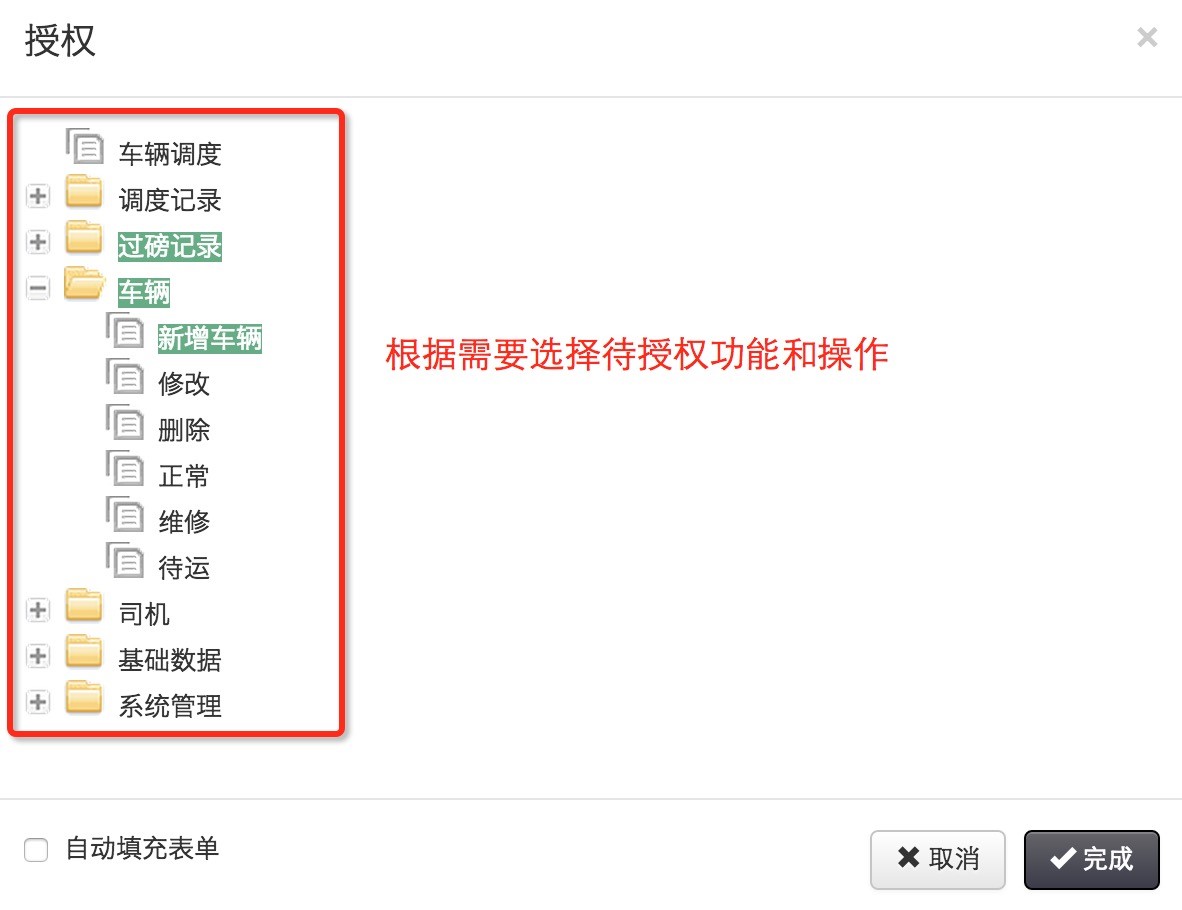 授权
车辆调度
调度记录
过磅记录
车辆
新增车辆
修改
删除
正常
维修
待运
司机
基础数据
系统管理
根据需要选择待授权功能和操作
自动填充表单
取消
完成